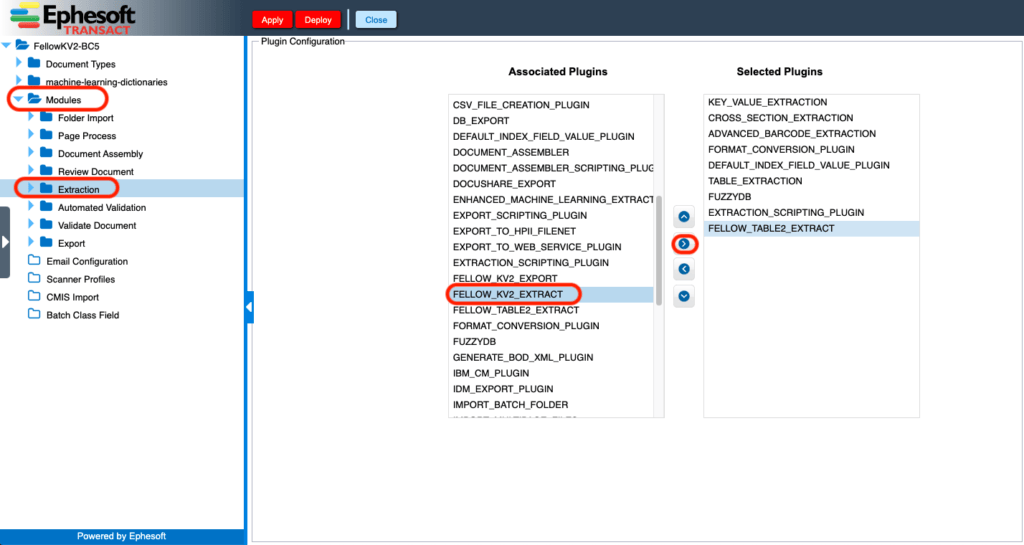 Ephesoft
TRANSACT
Apply Deploy Close
FellowKV2-BC5
Document Types
machine-learning-dictionaries
Modules
Folder Import
Page Process
Document Assembly
Review Document
Extraction
Automated Validation
Validate Document
Export
Email Configuration
Scanner Profiles
CMIS Import
Batch Class Field
Powered by Ephesoft
Plugin Configuration
Associated Plugins
CSV_FILE_CREATION_PLUGIN
DB_EXPORT
DEFAULT_INDEX_FIELD_VALUE_PLUGIN
DOCUMENT_ASSEMBLER
DOCUMENT_ASSEMBLER_SCRIPTING_PLUG
DOCUSHARE_EXPORT
ENHANCED_MACHINE_LEARNING_EXTRACT
EXPORT_SCRIPTING_PLUGIN
EXPORT_TO_HPII_FILENET
EXPORT_TO_WEB_SERVICE_PLUGIN
EXTRACTION_SCRIPTING_PLUGIN
FELLOW_KV2_EXPORT
FELLOW_KV2_EXTRACT
FELLOW_TABLE2_EXTRACT
FORMAT_CONVERSION_PLUGIN
FUZZYDB
GENERATE_BOD_XML_PLUGIN
IBM_CM_PLUGIN
IDM_EXPORT_PLUGIN
IMPORT_BATCH_FOLDER
Selected Plugins
KEY_VALUE_EXTRACTION
CROSS_SECTION_EXTRACTION
ADVANCED_BARCODE_EXTRACTION
FORMAT_CONVERSION_PLUGIN
DEFAULT_INDEX_FIELD_VALUE_PLUGIN
TABLE_EXTRACTION
FUZZYDB
EXTRACTION_SCRIPTING_PLUGIN
FELLOW_TABLE2_EXTRACT